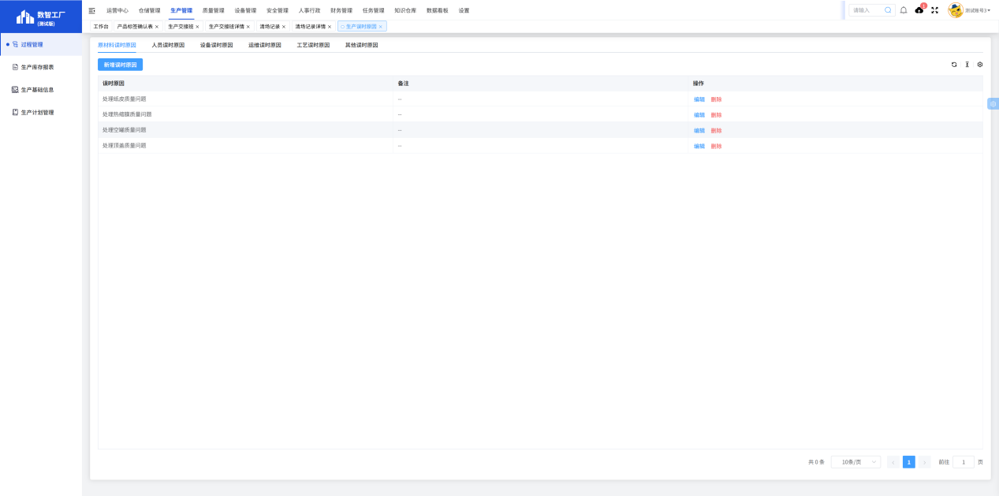 数智工厂
(测试版)
运营中心 仓储管理 生产管理 质量管理 设备管理 安全管理 人事行政 财务管理 任务管理 知识仓库 数据看板 设置
请输入
1
测试账号3
工作台 产品标签确认表 × 生产交接班 × 生产交接班详情 × 清场记录 × 清场记录详情 × 生产误时原因 ×
过程管理
生产库存报表
生产基础信息
生产计划管理
原材料误时原因 人员误时原因 设备误时原因 运维误时原因 工艺误时原因 其他误时原因
新增误时原因
误时原因 备注 操作
处理纸皮质量问题 -- 编辑 删除
处理热缩膜质量问题 -- 编辑 删除
处理空罐质量问题 -- 编辑 删除
处理顶盖质量问题 -- 编辑 删除
共 0 条 10条/页 1 前往 1 页